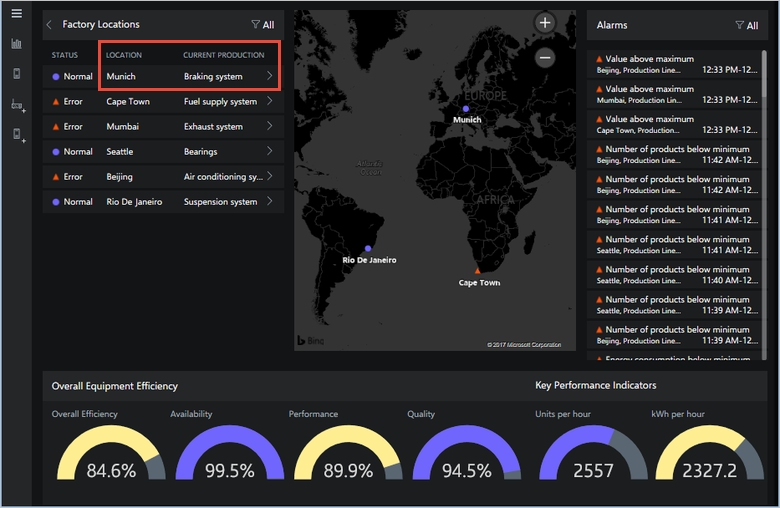 Factory Locations
All
STATUS LOCATION CURRENT PRODUCTION
Normal Munich Braking system
Error Cape Town Fuel supply system
Error Mumbai Exhaust system
Normal Seattle Bearings
Error Beijing Air conditioning sy...
Normal Rio De Janeiro Suspension system
EUROPE
Munich
Atlantic
Ocean
AFRICA
Rio De Janeiro
Cape Town
Bing
© 2017 Microsoft Corporation
Alarms
All
Value above maximum
Beijing, Production Line... 12:33 PM-12...
Value above maximum
Mumbai, Production Lin... 12:33 PM-12...
Value above maximum
Cape Town, Production... 12:33 PM-12...
Number of products below minimum
Beijing, Production Line... 11:42 AM-12...
Number of products below minimum
Beijing, Production Line... 11:42 AM-12...
Number of products below minimum
Beijing, Production Line... 11:41 AM-12...
Number of products below minimum
Seattle, Production Line... 11:41 AM-12...
Number of products below minimum
Seattle, Production Line... 11:40 AM-12...
Number of products below minimum
Seattle, Production Line... 11:39 AM-12...
Number of products below minimum
Beijing, Production Line... 11:39 AM-12...
Energy consumption below minimum
Overall Equipment Efficiency
Key Performance Indicators
Overall Efficiency Availability Performance Quality Units per hour kWh per hour
84.6% 99.5% 89.9% 94.5% 2557 2327.2